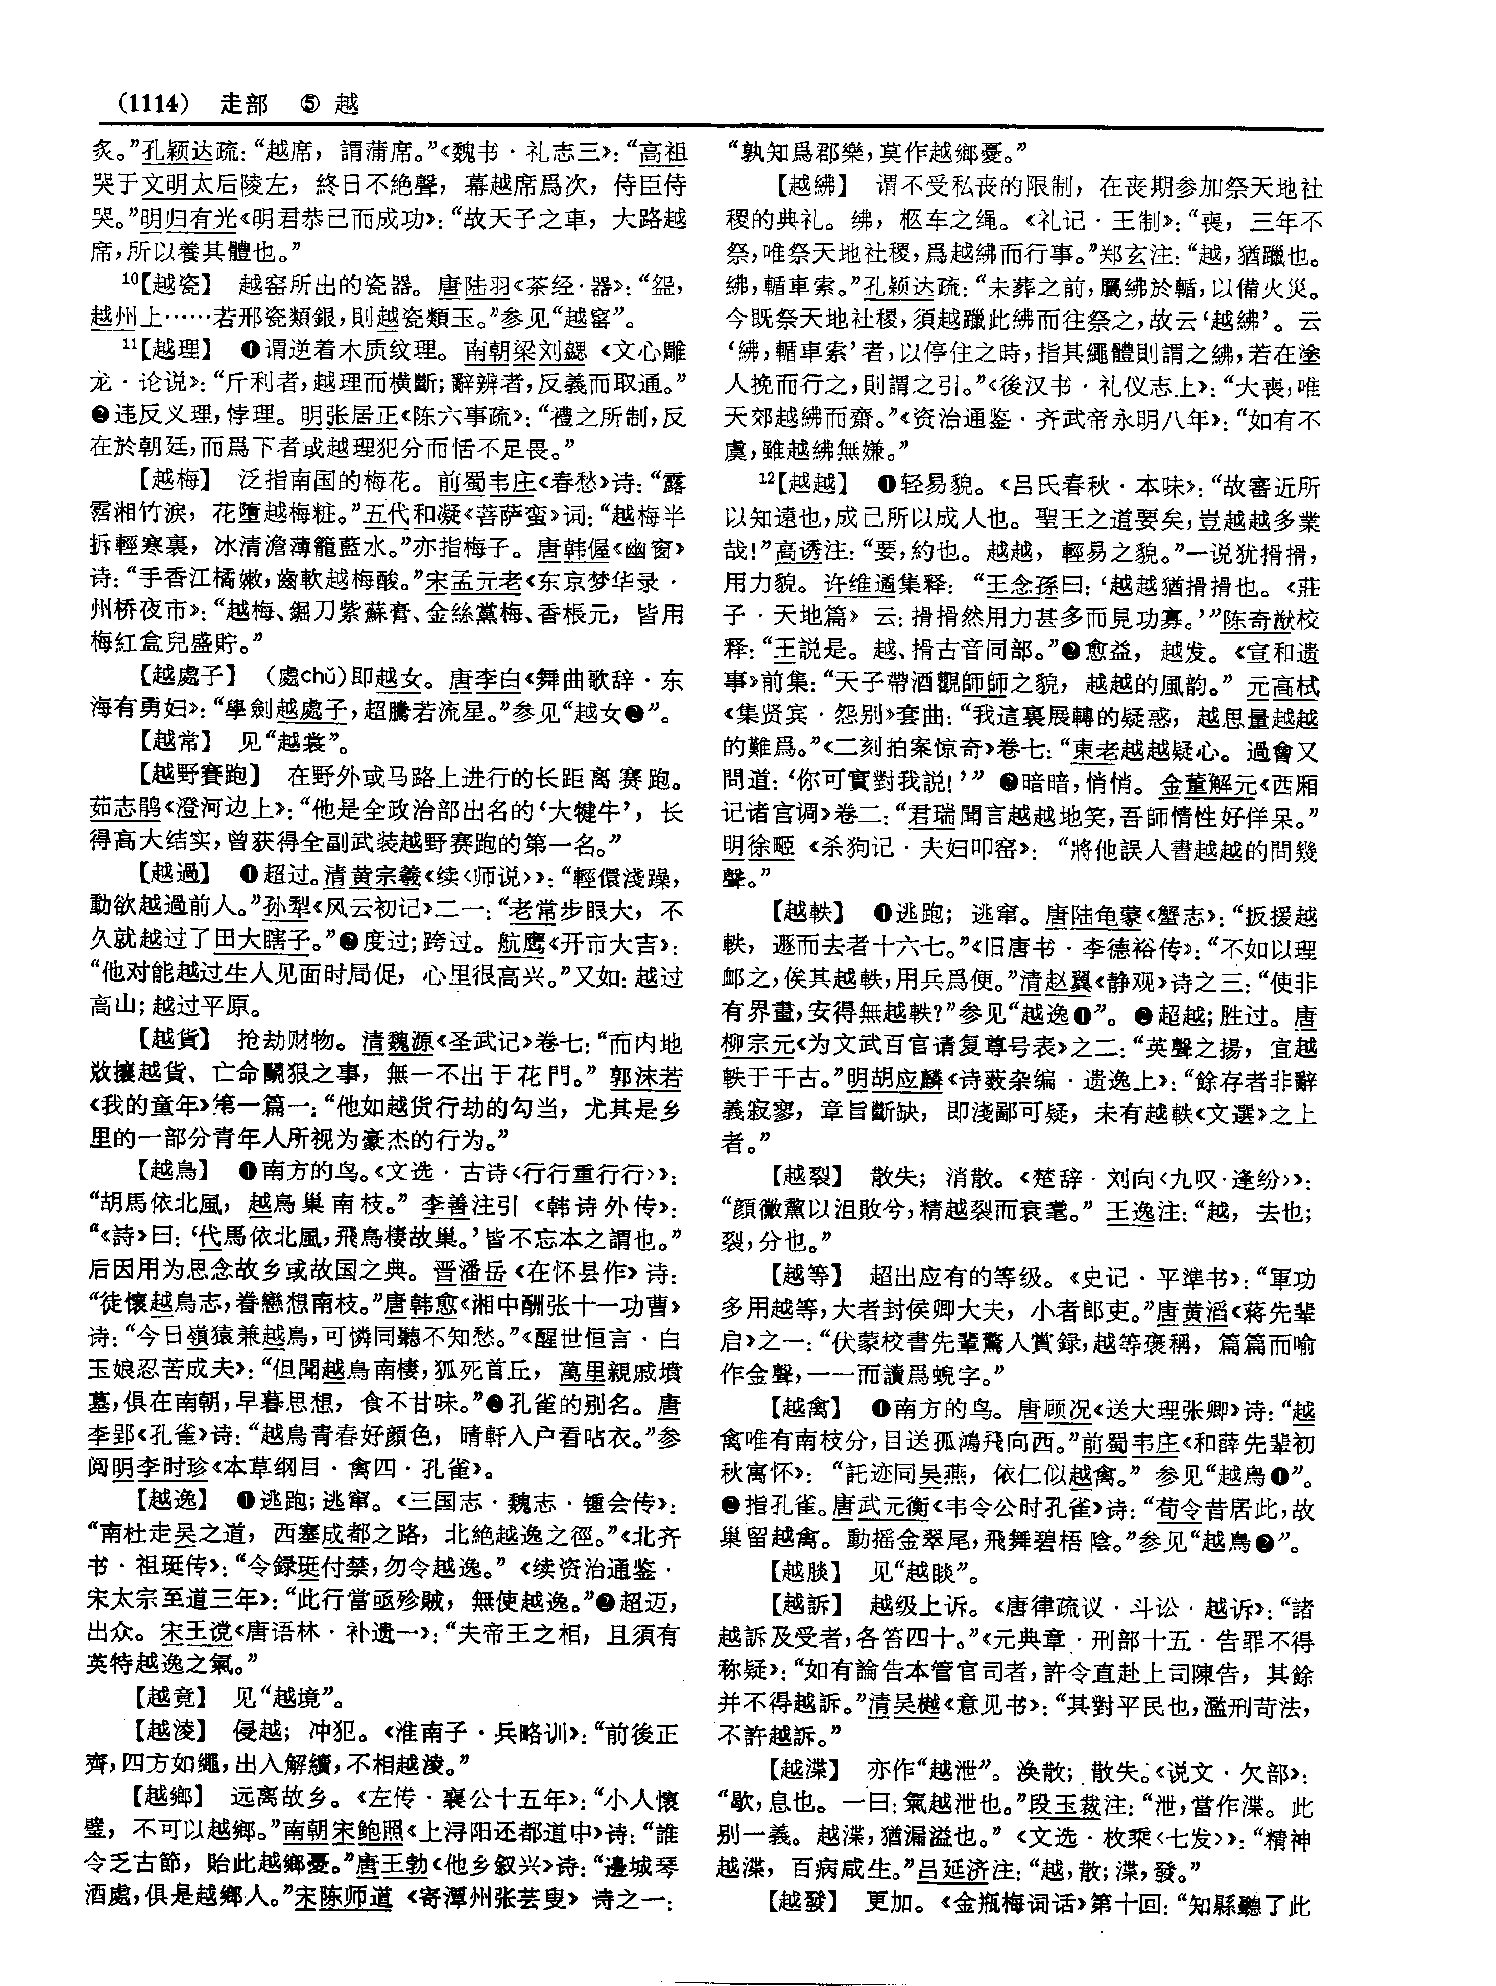 （1114） 走部 ⑤ 越
炙。”孔颖达疏：“越席，謂蒲席。”《魏书·礼志三》：“高祖
哭于文明太后陵左，終日不絶聲，幕越席爲次，侍臣侍
哭。”明归有光《明君恭己而成功》：“故天子之車，大路越
席，所以養其體也。”
10【越瓷】 越窑所出的瓷器。唐陆羽《茶经·器》：“盌，
越州上……若邢瓷類銀，則越瓷類玉。”参见“越窑”。
11【越理】 ❶谓逆着木质纹理。南朝梁刘勰《文心雕
龙·论说》：“斤利者，越理而横斷；辭辨者，反義而取通。”
❷违反义理，悖理。明张居正《陈六事疏》：“禮之所制，反
在於朝廷，而爲下者或越理犯分而恬不足畏。”
【越梅】 泛指南国的梅花。前蜀韦庄《春愁》诗：“露
霑湘竹淚，花墮越梅粧。”五代和凝《菩萨蛮》词：“越梅半
拆輕寒裏，冰清澹薄籠藍水。”亦指梅子。唐韩偓《幽窗》
诗：“手香江橘嫩，齒軟越梅酸。”宋孟元老《东京梦华录·
州桥夜市》：“越梅、鋸刀紫蘇膏、金絲黨梅、香棖元，皆用
梅紅盒兒盛貯。”
【越處子】 （處chǔ）即越女。唐李白《舞曲歌辞·东
海有勇妇》：“學劍越處子，超騰若流星。”参见“越女❷”。
【越常】 见“越裳”。
【越野賽跑】 在野外或马路上进行的长距离赛跑。
茹志鹃《澄河边上》：“他是全政治部出名的‘大犍牛’，长
得高大结实，曾获得全副武装越野赛跑的第一名。”
【越過】 ❶超过。清黄宗羲《续〈师说〉》：“輕儇淺躁，
動欲越過前人。”孙犁《风云初记》二一：“老常步眼大，不
久就越过了田大瞎子。”❷度过；跨过。航鹰《开市大吉》：
“他对能越过生人见面时局促，心里很高兴。”又如：越过
高山；越过平原。
【越貨】 抢劫财物。清魏源《圣武记》卷七：“而内地
敚攘越貨、亡命鬭狠之事，無一不出于花門。”郭沫若
《我的童年》第一篇一：“他如越货行劫的勾当，尤其是乡
里的一部分青年人所视为豪杰的行为。”
【越鳥】 ❶南方的鸟。《文选·古诗〈行行重行行〉》：
“胡馬依北風，越鳥巢南枝。”李善注引《韩诗外传》：
“《詩》曰：‘代馬依北風，飛鳥棲故巢。’皆不忘本之謂也。”
后因用为思念故乡或故国之典。晋潘岳《在怀县作》诗：
“徒懷越鳥志，眷戀想南枝。”唐韩愈《湘中酬张十一功曹》
诗：“今日嶺猿兼越鳥，可憐同聽不知愁。”《醒世恒言·白
玉娘忍苦成夫》：“但聞越鳥南棲，狐死首丘，萬里親戚墳
墓，俱在南朝，早暮思想，食不甘味。”❷孔雀的别名。唐
李郢《孔雀》诗：“越鳥青春好顔色，晴軒入户看呫衣。”参
阅明李时珍《本草纲目·禽四·孔雀》。
【越逸】 ❶逃跑；逃窜。《三国志·魏志·锺会传》：
“南杜走吴之道，西塞成都之路，北絶越逸之徑。”《北齐
书·祖珽传》：“令録珽付禁，勿令越逸。”《续资治通鉴·
宋太宗至道三年》：“此行當亟殄賊，無使越逸。”❷超迈，
出众。宋王谠《唐语林·补遗一》：“夫帝王之相，且須有
英特越逸之氣。”
【越竟】 见“越境”。
【越淩】 侵越；冲犯。《淮南子·兵略训》：“前後正
齊，四方如繩，出入解續，不相越淩。”
【越鄉】 远离故乡。《左传·襄公十五年》：“小人懷
璧，不可以越鄉。”南朝宋鲍照《上浔阳还都道中》诗：“誰
令乏古節，貽此越鄉憂。”唐王勃《他乡叙兴》诗：“邊城琴
酒處，俱是越鄉人。”宋陈师道《寄潭州张芸叟》诗之一：
“孰知爲郡樂，莫作越鄉憂。”
【越紼】 谓不受私丧的限制，在丧期参加祭天地社
稷的典礼。绋，柩车之绳。《礼记·王制》：“喪，三年不
祭，唯祭天地社稷，爲越紼而行事。”郑玄注：“越，猶躐也。
紼，輴車索。”孔颖达疏：“未葬之前，屬紼於輴，以備火災。
今既祭天地社稷，須越躐此紼而往祭之，故云‘越紼’。云
‘紼，輴車索’者，以停住之時，指其繩體則謂之紼，若在塗
人挽而行之，則謂之引。”《後汉书·礼仪志上》：“大喪，唯
天郊越紼而齋。”《资治通鉴·齐武帝永明八年》：“如有不
虞，雖越紼無嫌。”
12【越越】 ❶轻易貌。《吕氏春秋·本味》：“故審近所
以知遠也，成己所以成人也。聖王之道要矣，豈越越多業
哉！”高诱注：“要，約也。越越，輕易之貌。”一说犹搰搰，
用力貌。许维遹集释：“王念孫曰：‘越越猶搰搰也。《莊
子·天地篇》云：搰搰然用力甚多而見功寡。’”陈奇猷校
释：“王説是。越、搰古音同部。”❷愈益，越发。《宣和遗
事》前集：“天子帶酒觀師師之貌，越越的風韵。”元高栻
《集贤宾·怨别》套曲：“我這裏展轉的疑惑，越思量越越
的難爲。”《二刻拍案惊奇》卷七：“東老越越疑心。過會又
問道：‘你可實對我説！’” ❸暗暗，悄悄。金董解元《西厢
记诸宫调》卷二：“君瑞聞言越越地笑，吾師情性好佯呆。”
明徐㖼《杀狗记·夫妇叩窑》：“將他誤人書越越的問幾
聲。”
【越軼】 ❶逃跑；逃窜。唐陆龟蒙《蟹志》：“扳援越
軼，遯而去者十六七。”《旧唐书·李德裕传》：“不如以理
䘏之，俟其越軼，用兵爲便。”清赵翼《静观》诗之三：“使非
有界畫，安得無越軼？”参见“越逸❶”。❷超越；胜过。唐
柳宗元《为文武百官请复尊号表》之二：“英聲之揚，宜越
軼于千古。”明胡应麟《诗薮杂编·遗逸上》：“餘存者非辭
義寂寥，章旨斷缺，即淺鄙可疑，未有越軼《文選》之上
者。”
【越裂】 散失；消散。《楚辞·刘向〈九叹·逢纷〉》：
“顔黴黧以沮敗兮，精越裂而衰耄。”王逸注：“越，去也；
裂，分也。”
【越等】 超出应有的等级。《史记·平準书》：“軍功
多用越等，大者封侯卿大夫，小者郎吏。”唐黄滔《蒋先辈
启》之一：“伏蒙校書先輩驚人賞録，越等褒稱，篇篇而喻
作金聲，一一而讀爲蜿字。”
【越禽】 ❶南方的鸟。唐顾况《送大理张卿》诗：“越
禽唯有南枝分，目送孤鴻飛向西。”前蜀韦庄《和薛先辈初
秋寓怀》：“託迹同吴燕，依仁似越禽。”参见“越鳥❶”。
❷指孔雀。唐武元衡《韦令公时孔雀》诗：“荀令昔居此，故
巢留越禽。動摇金翠尾，飛舞碧梧陰。”参见“越鳥❷”。
【越腅】 见“越睒”。
【越訴】 越级上诉。《唐律疏议·斗讼·越诉》：“諸
越訴及受者，各笞四十。”《元典章·刑部十五·告罪不得
称疑》：“如有論告本管官司者，許令直赴上司陳告，其餘
并不得越訴。”清吴樾《意见书》：“其對平民也，濫刑苛法，
不許越訴。”
【越渫】 亦作“越泄”。涣散；散失。《说文·欠部》：
“歇，息也。一曰：氣越泄也。”段玉裁注：“泄，當作渫。此
别一義。越渫，猶漏溢也。”《文选·枚乘〈七发〉》：“精神
越渫，百病咸生。”吕延济注：“越，散；渫，發。”
【越發】 更加。《金瓶梅词话》第十回：“知縣聽了此